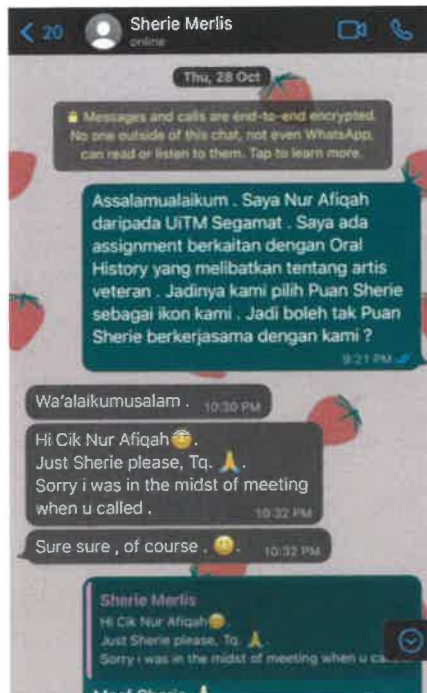 20
Sherie Merlis
online
Thu, 28 Oct
Messages and calls are end-to-end encrypted.
No one outside of this chat, not even WhatsApp,
can read or listen to them. Tap to learn more.
Assalamualaikum . Saya Nur Afiqah
daripada UiTM Segamat . Saya ada
assignment berkaitan dengan Oral
History yang melibatkan tentang artis
veteran . Jadinya kami pilih Puan Sherie
sebagai ikon kami . Jadi boleh tak Puan
Sherie berkerjasama dengan kami ?
9:21 PM
Wa'alaikumusalam .
10:30 PM
Hi Cik Nur Afiqah😇.
Just Sherie please, Tq. 🙏.
Sorry i was in the midst of meeting
when u called .
10:32 PM
Sure sure , of course . 😊.
10:32 PM
Sherie Merlis
Hi Cik Nur Afiqah😇.
Just Sherie please, Tq. 🙏.
Sorry i was in the midst of meeting when u
Maaf Sherie 🙏